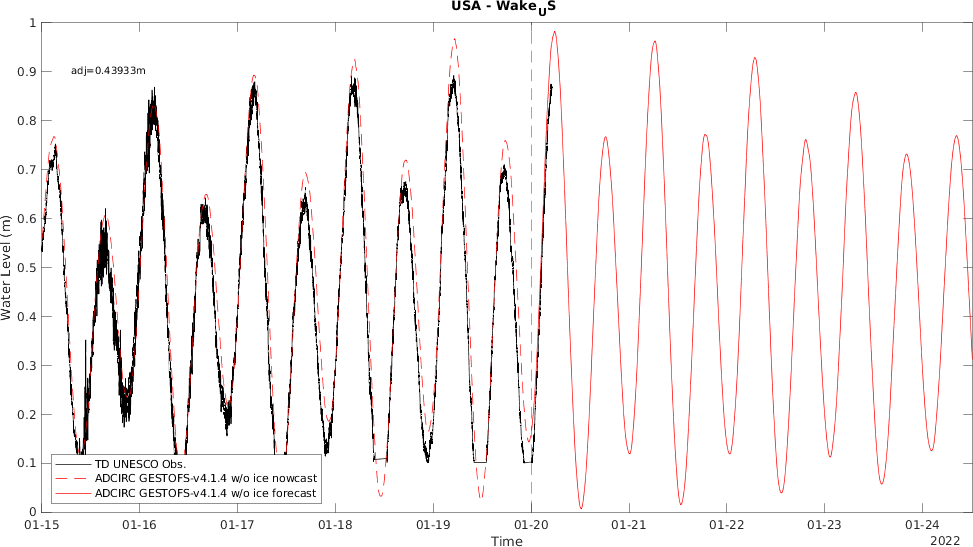 USA - Wake_US
adj=0.43933m
Water Level (m)
1
0.9
0.8
0.7
0.6
0.5
0.4
0.3
0.2
0.1
0
TD UNESCO Obs.
ADCIRC GESTOFS-v4.1.4 w/o ice nowcast
ADCIRC GESTOFS-v4.1.4 w/o ice forecast
01-15 01-16 01-17 01-18 01-19 01-20 01-21 01-22 01-23 01-24
Time
2022